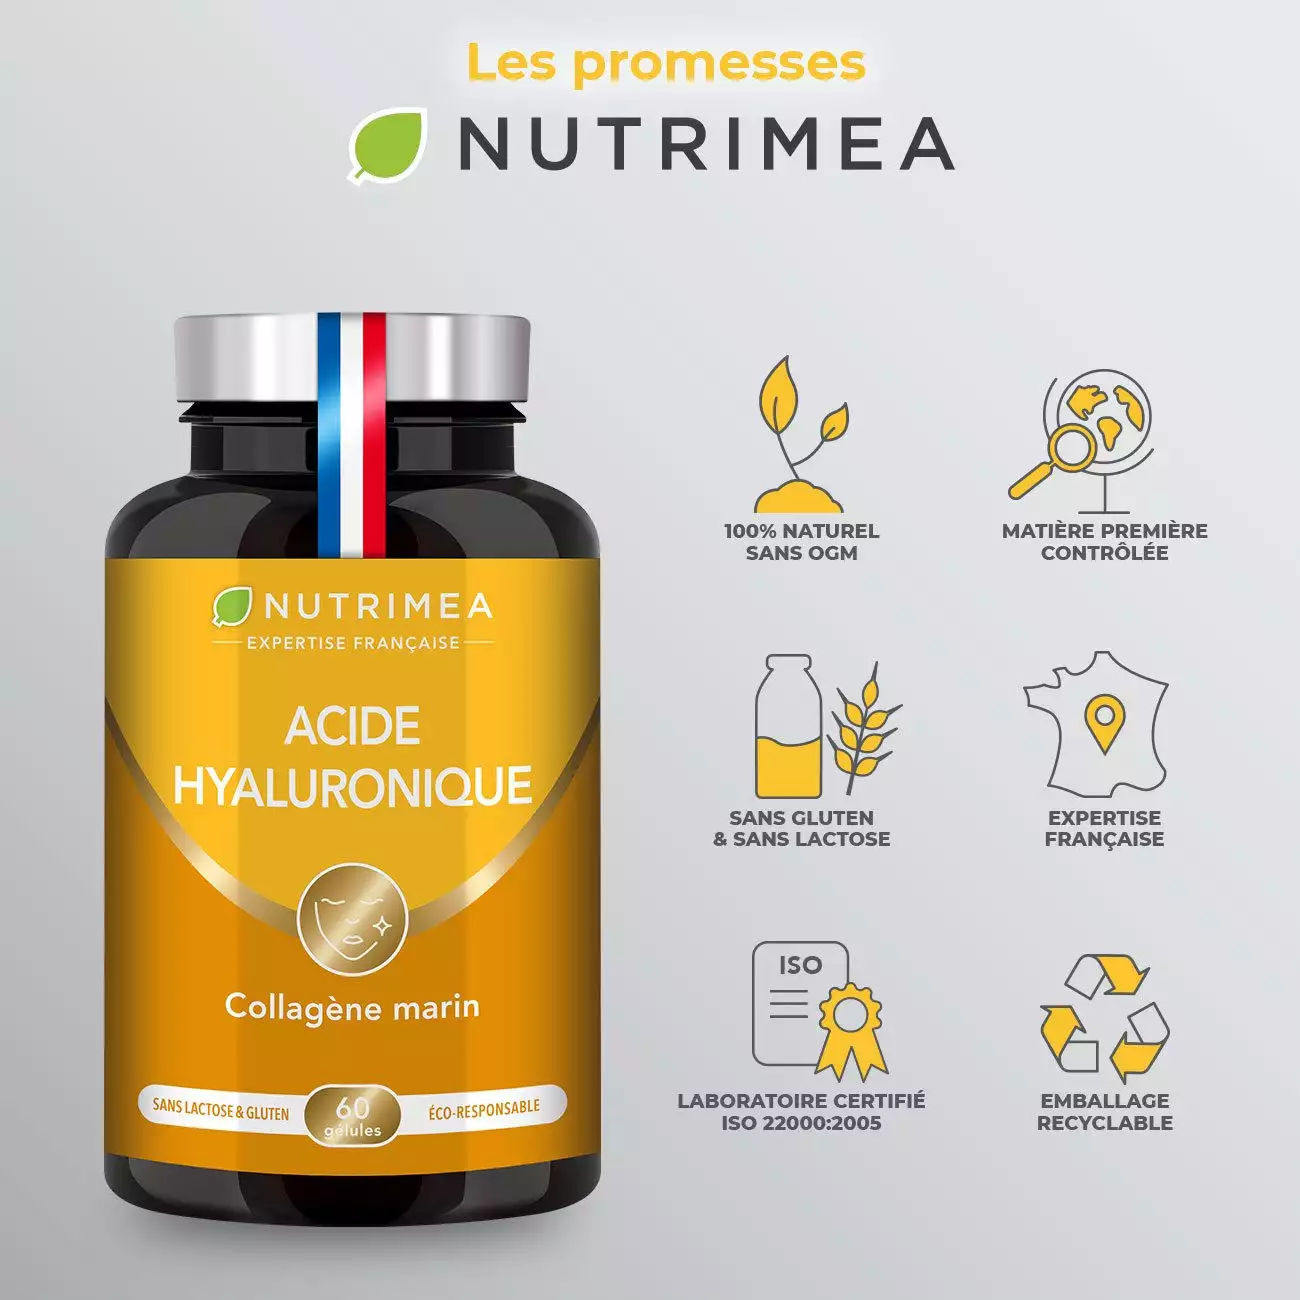 Les promesses
NUTRIMEA
NUTRIMEA
EXPERTISE FRANÇAISE
ACIDE
HYALURONIQUE
Collagène marin
SANS LACTOSE & GLUTEN
60
gélules
ÉCO-RESPONSABLE
100% NATUREL
SANS OGM
MATIÈRE PREMIÈRE
CONTRÔLÉE
SANS GLUTEN
& SANS LACTOSE
EXPERTISE
FRANÇAISE
ISO
LABORATOIRE CERTIFIÉ
ISO 22000:2005
EMBALLAGE
RECYCLABLE